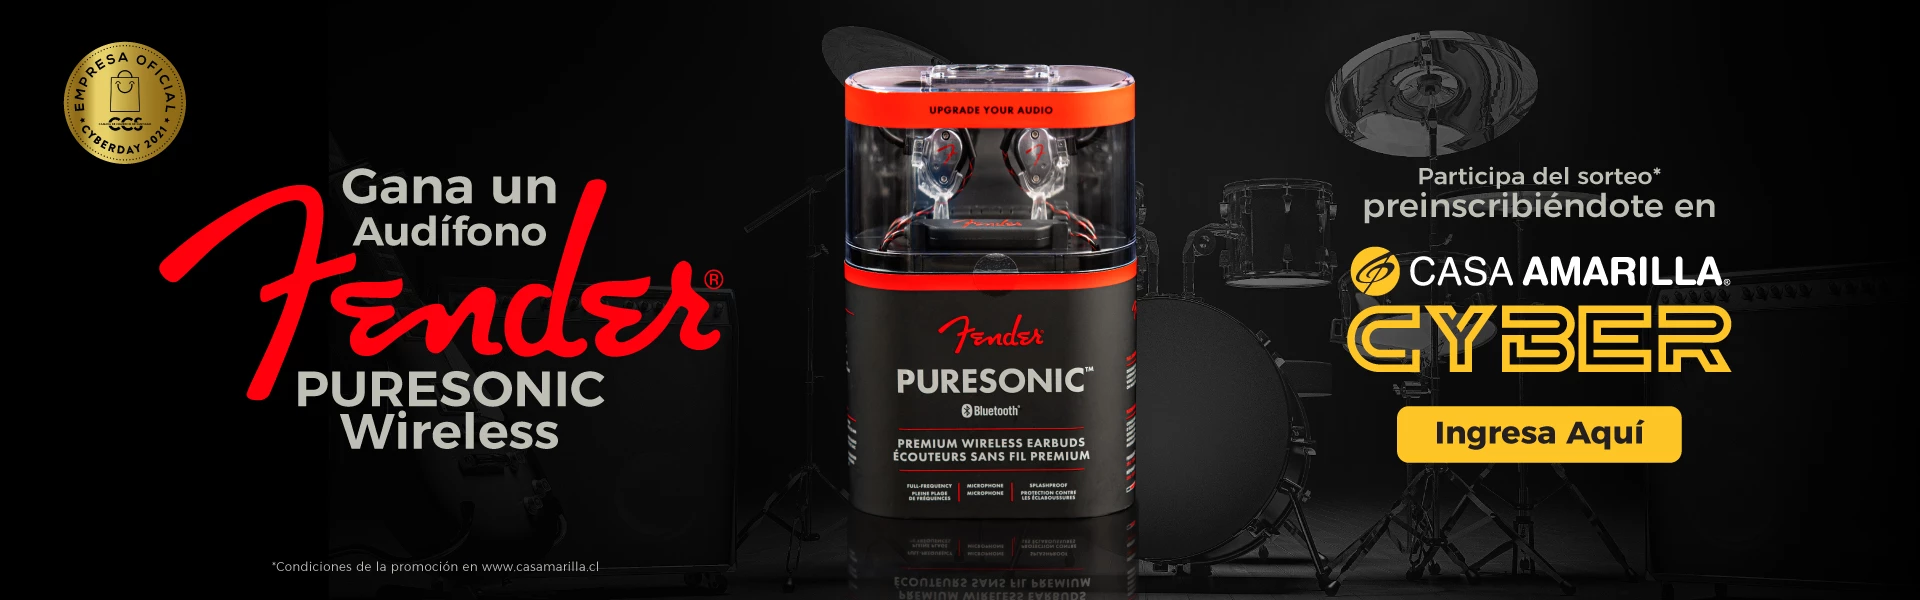 EMPRESA OFICIAL
CCS
CYBERDAY 2021
Gana un
Audífono
Fender®
PURESONIC
Wireless
*Condiciones de la promoción en www.casamarilla.cl
UPGRADE YOUR AUDIO
Fender
PURESONIC™
Bluetooth®
PREMIUM WIRELESS EARBUDS
ÉCOUTEURS SANS FIL PREMIUM
FULL-FREQUENCY
PLEINE PLAGE
DE FRÉQUENCES
MICROPHONE
MICROPHONE
SPLASHPROOF
PROTECTION CONTRE
LES ÉCLABOUSSURES
Participa del sorteo*
preinscribiéndote en
CASA AMARILLA®
CYBER
Ingresa Aquí